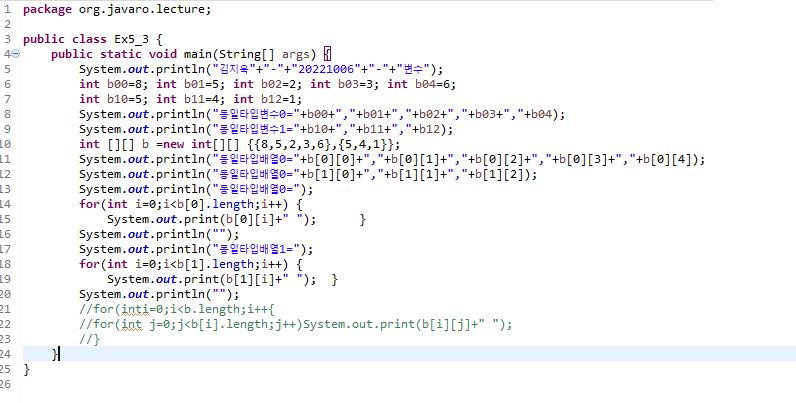 1 package org.javaro.lecture;
2
3 public class Ex5_3 {
4 public static void main(String[] args) {
5 System.out.println("김지욱"+"-"+"20221006"+"-"+"변수");
6 int b00=8; int b01=5; int b02=2; int b03=3; int b04=6;
7 int b10=5; int b11=4; int b12=1;
8 System.out.println("동일타입변수0="+b00+","+b01+","+b02+","+b03+","+b04);
9 System.out.println("동일타입변수1="+b10+","+b11+","+b12);
10 int [][] b =new int[][] {{8,5,2,3,6},{5,4,1}};
11 System.out.println("동일타입배열0="+b[0][0]+","+b[0][1]+","+b[0][2]+","+b[0][3]+","+b[0][4]);
12 System.out.println("동일타입배열0="+b[1][0]+","+b[1][1]+","+b[1][2]);
13 System.out.println("동일타입배열0=");
14 for(int i=0;i<b[0].length;i++) {
15 System.out.print(b[0][i]+" "); }
16 System.out.println("");
17 System.out.println("동일타입배열1=");
18 for(int i=0;i<b[1].length;i++) {
19 System.out.print(b[1][i]+" "); }
20 System.out.println("");
21 //for(inti=0;i<b.length;i++{
22 //for(int j=0;j<b[i].length;j++)System.out.print(b[i][j]+" ");
23 //}
24 }
25 }
26